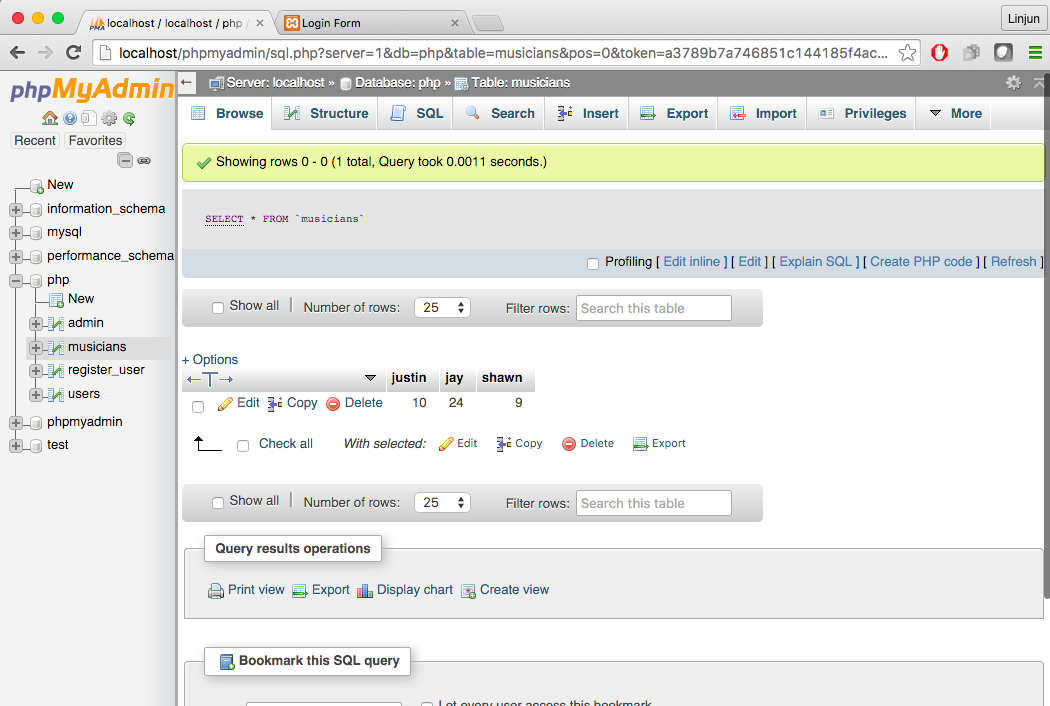 localhost / localhost / php /
Login Form
Linjun
localhost/phpmyadmin/sql.php?server=1&db=php&table=musicians&pos=0&token=a3789b7a746851c144185f4ac...
phpMyAdmin
Recent Favorites
New
information_schema
mysql
performance_schema
php
New
admin
musicians
register_user
users
phpmyadmin
test
Server: localhost » Database: php » Table: musicians
Browse Structure SQL Search Insert Export Import Privileges More
Showing rows 0 - 0 (1 total, Query took 0.0011 seconds.)
SELECT * FROM `musicians`
Profiling [ Edit inline ] [ Edit ] [ Explain SQL ] [ Create PHP code ] [ Refresh ]
Show all | Number of rows: 25 Filter rows: Search this table
+ Options
justin jay shawn
Edit Copy Delete 10 24 9
Check all With selected: Edit Copy Delete Export
Show all | Number of rows: 25 Filter rows: Search this table
Query results operations
Print view Export Display chart Create view
Bookmark this SQL query
Let every user access this bookmark